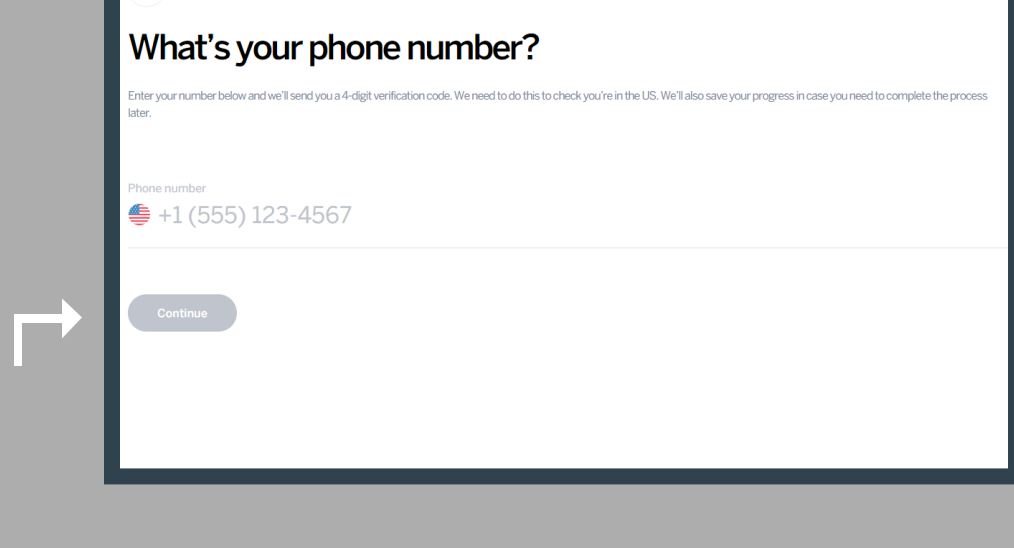 What’s your phone number?
Enter your number below and we’ll send you a 4-digit verification code. We need to do this to check you’re in the US. We’ll also save your progress in case you need to complete the process
later.
Phone number
+1 (555) 123-4567
Continue